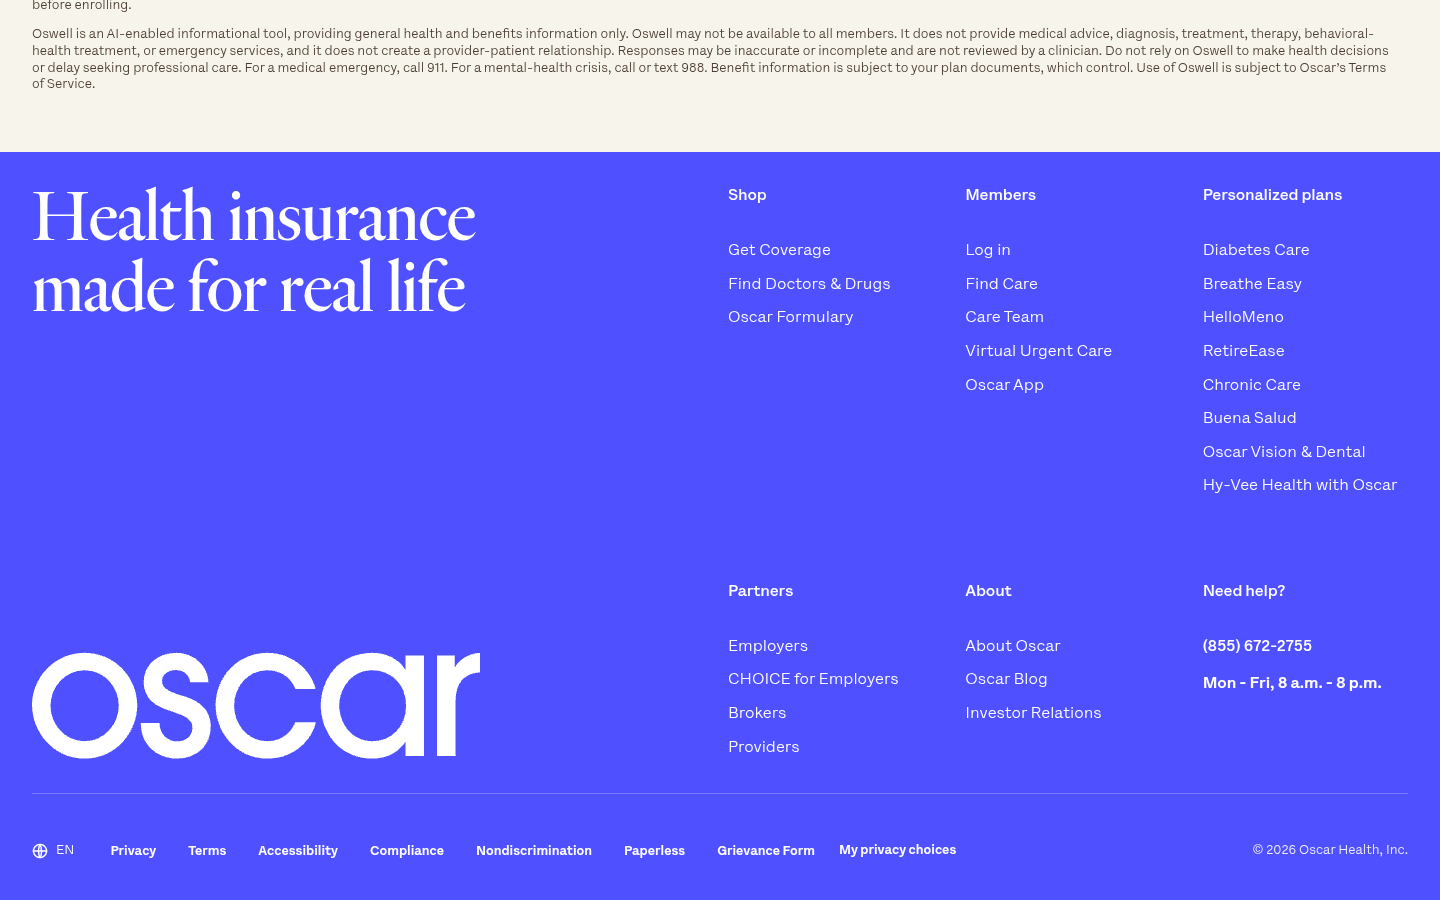 before enrolling.
Oswell is an AI-enabled informational tool, providing general health and benefits information only. Oswell may not be available to all members. It does not provide medical advice, diagnosis, treatment, therapy, behavioral-
health treatment, or emergency services, and it does not create a provider-patient relationship. Responses may be inaccurate or incomplete and are not reviewed by a clinician. Do not rely on Oswell to make health decisions
or delay seeking professional care. For a medical emergency, call 911. For a mental-health crisis, call or text 988. Benefit information is subject to your plan documents, which control. Use of Oswell is subject to Oscar's Terms
of Service.
Health insurance
made for real life
Shop
Get Coverage
Find Doctors & Drugs
Oscar Formulary
Members
Log in
Find Care
Care Team
Virtual Urgent Care
Oscar App
Personalized plans
Diabetes Care
Breathe Easy
HelloMeno
RetireEase
Chronic Care
Buena Salud
Oscar Vision & Dental
Hy-Vee Health with Oscar
oscar
Partners
Employers
CHOICE for Employers
Brokers
Providers
About
About Oscar
Oscar Blog
Investor Relations
Need help?
(855) 672-2755
Mon - Fri, 8 a.m. - 8 p.m.
EN
Privacy
Terms
Accessibility
Compliance
Nondiscrimination
Paperless
Grievance Form
My privacy choices
© 2026 Oscar Health, Inc.